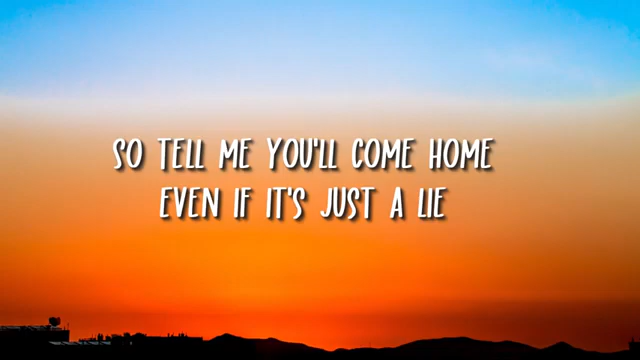 SO TELL ME YOU'LL COME HOME
EVEN IF IT'S JUST A LIE